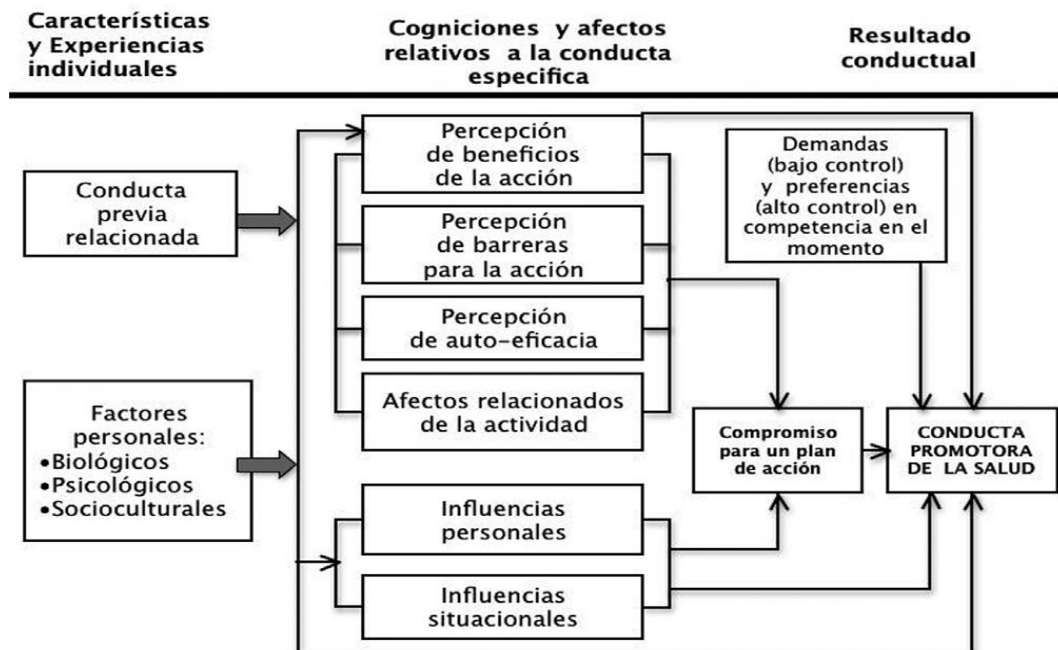 Características
y Experiencias
individuales
Cogniciones y afectos
relativos a la conducta
especifica
Resultado
conductual
Conducta
previa
relacionada
Factores
personales:
•Biológicos
•Psicológicos
•Socioculturales
Percepción
de beneficios
de la acción
Percepción
de barreras
para la acción
Percepción
de auto-eficacia
Afectos relacionados
de la actividad
Influencias
personales
Influencias
situacionales
Demandas
(bajo control)
y preferencias
(alto control) en
competencia en el
momento
Compromiso
para un plan
de acción
CONDUCTA
PROMOTORA
DE LA SALUD